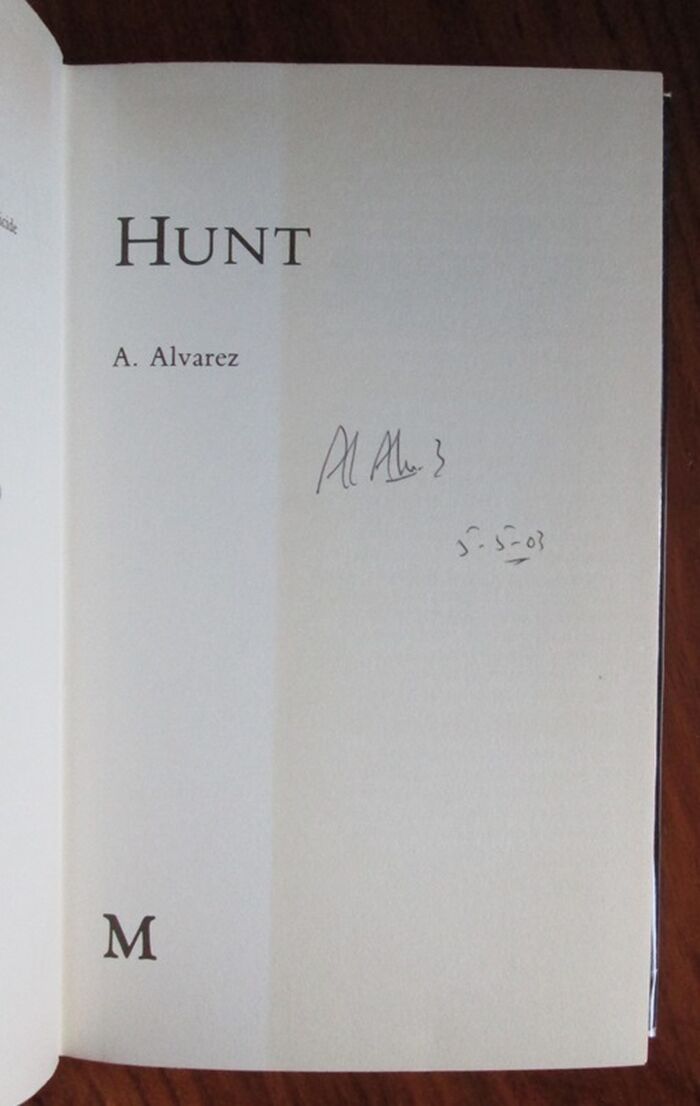 HUNT
A. Alvarez
5-5-03
M